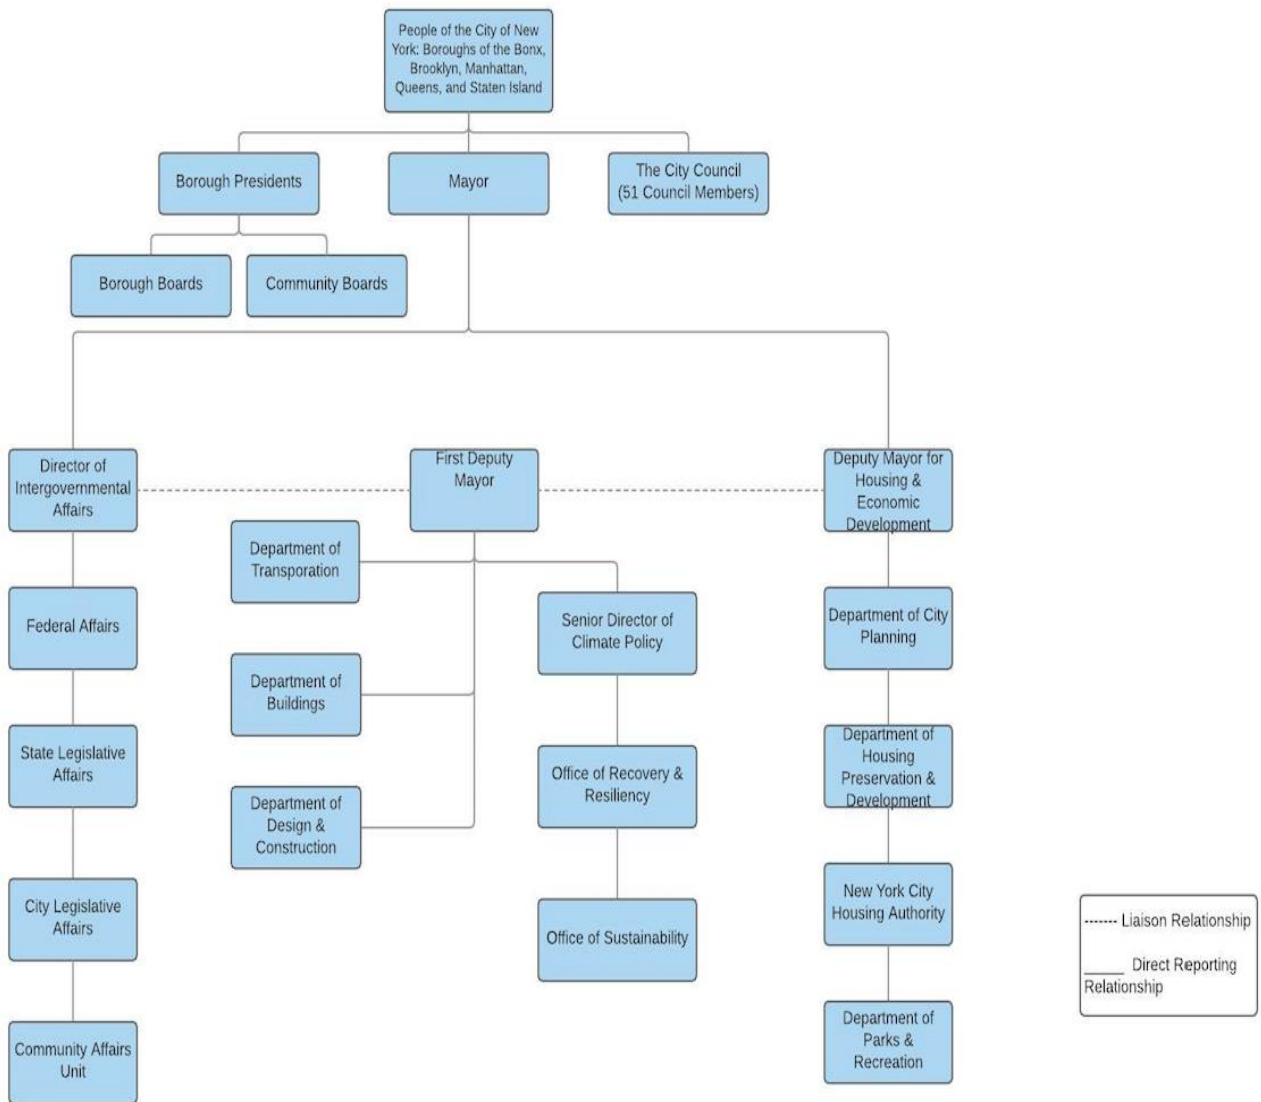 People of the City of New
York: Boroughs of the Bonx,
Brooklyn, Manhattan,
Queens, and Staten Island
Borough Presidents
Mayor
The City Council
(51 Council Members)
Borough Boards
Community Boards
Director of
Intergovernmental
Affairs
First Deputy
Mayor
Deputy Mayor for
Housing &
Economic
Development
Department of
Transporation
Federal Affairs
Senior Director of
Climate Policy
Department of City
Planning
Department of
Buildings
State Legislative
Affairs
Office of Recovery &
Resiliency
Department of
Housing
Preservation &
Development
Department of
Design &
Construction
City Legislative
Affairs
Office of Sustainability
New York City
Housing Authority
Community Affairs
Unit
Department of
Parks &
Recreation
------- Liaison Relationship
_____ Direct Reporting
Relationship